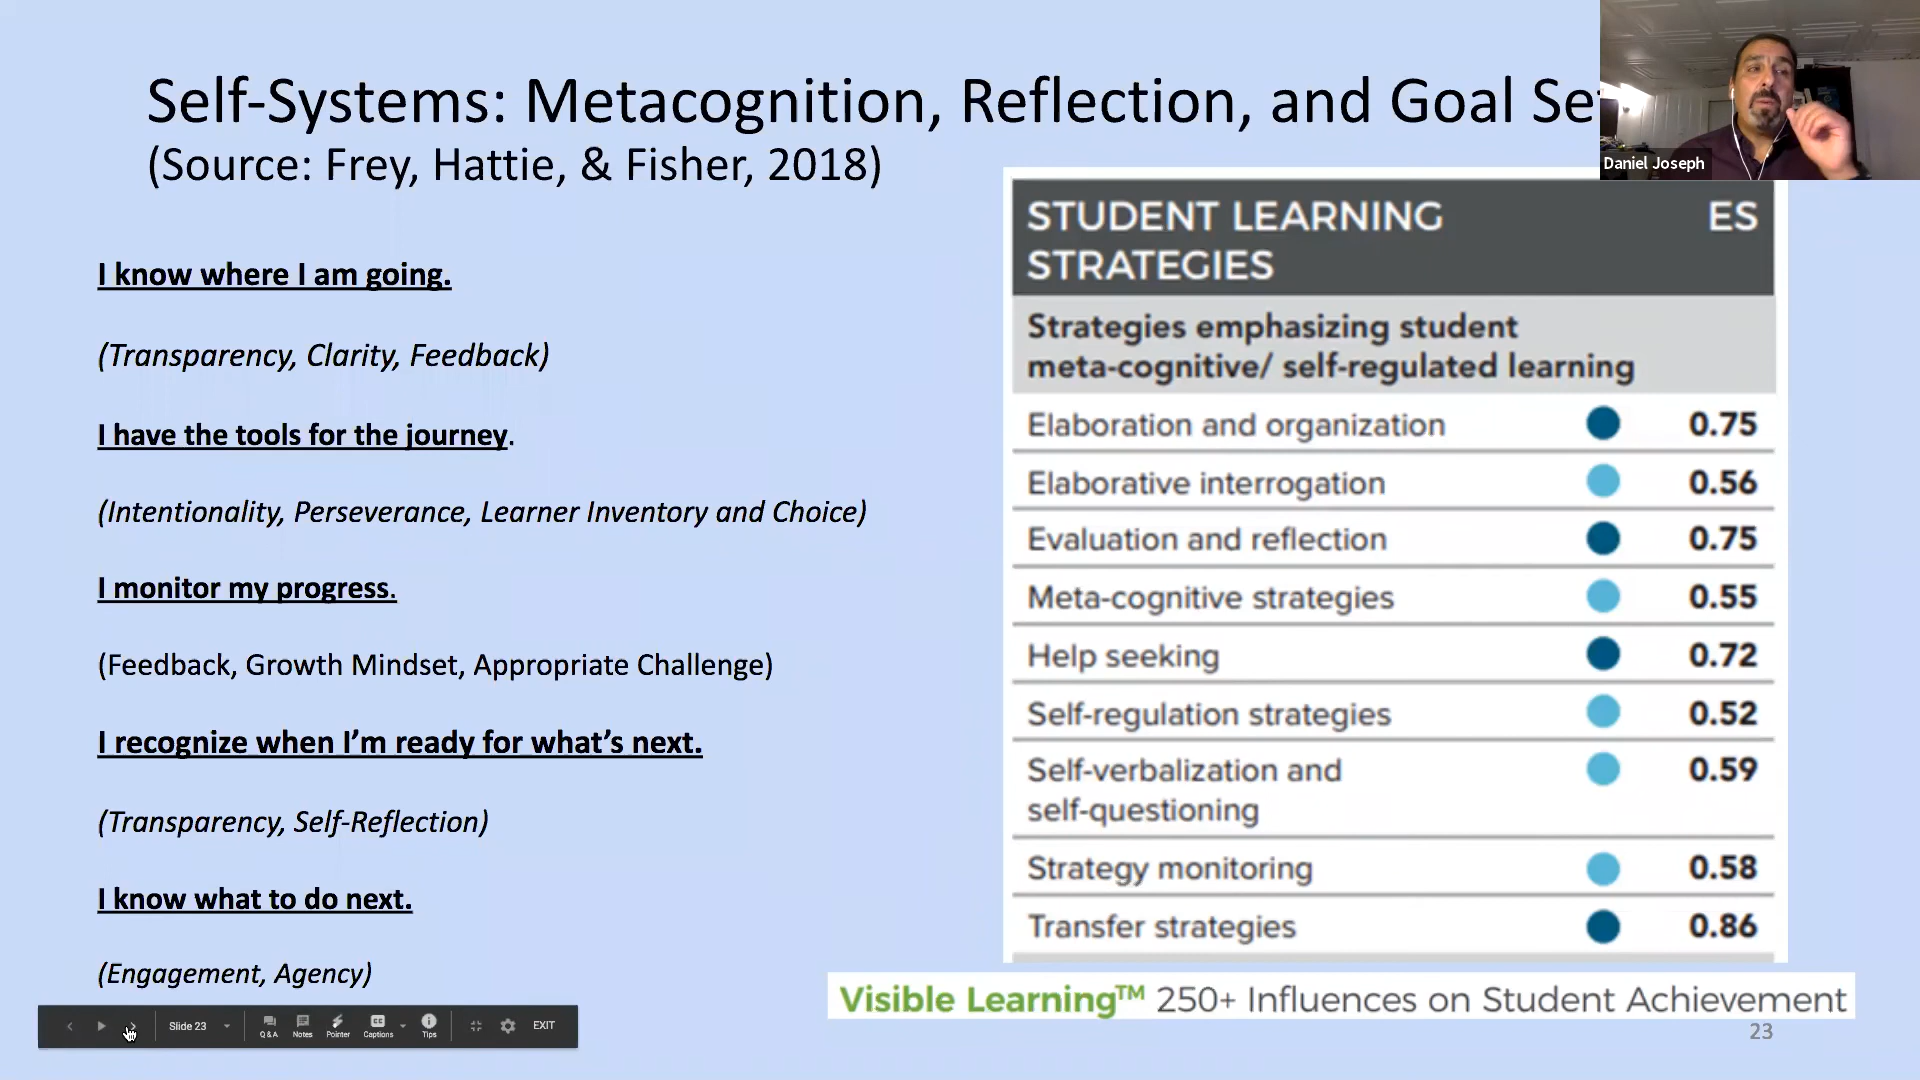 Self-Systems: Metacognition, Reflection, and Goal Se
(Source: Frey, Hattie, & Fisher, 2018)
Daniel Joseph
I know where I am going.
(Transparency, Clarity, Feedback)
I have the tools for the journey.
(Intentionality, Perseverance, Learner Inventory and Choice)
I monitor my progress.
(Feedback, Growth Mindset, Appropriate Challenge)
I recognize when I’m ready for what’s next.
(Transparency, Self-Reflection)
I know what to do next.
(Engagement, Agency)
STUDENT LEARNING ES
STRATEGIES
Strategies emphasizing student
meta-cognitive/ self-regulated learning
Elaboration and organization 0.75
Elaborative interrogation 0.56
Evaluation and reflection 0.75
Meta-cognitive strategies 0.55
Help seeking 0.72
Self-regulation strategies 0.52
Self-verbalization and 0.59
self-questioning
Strategy monitoring 0.58
Transfer strategies 0.86
Visible Learning™ 250+ Influences on Student Achievement
23
Slide 23 Q&A Notes Pointer Captions Tips EXIT